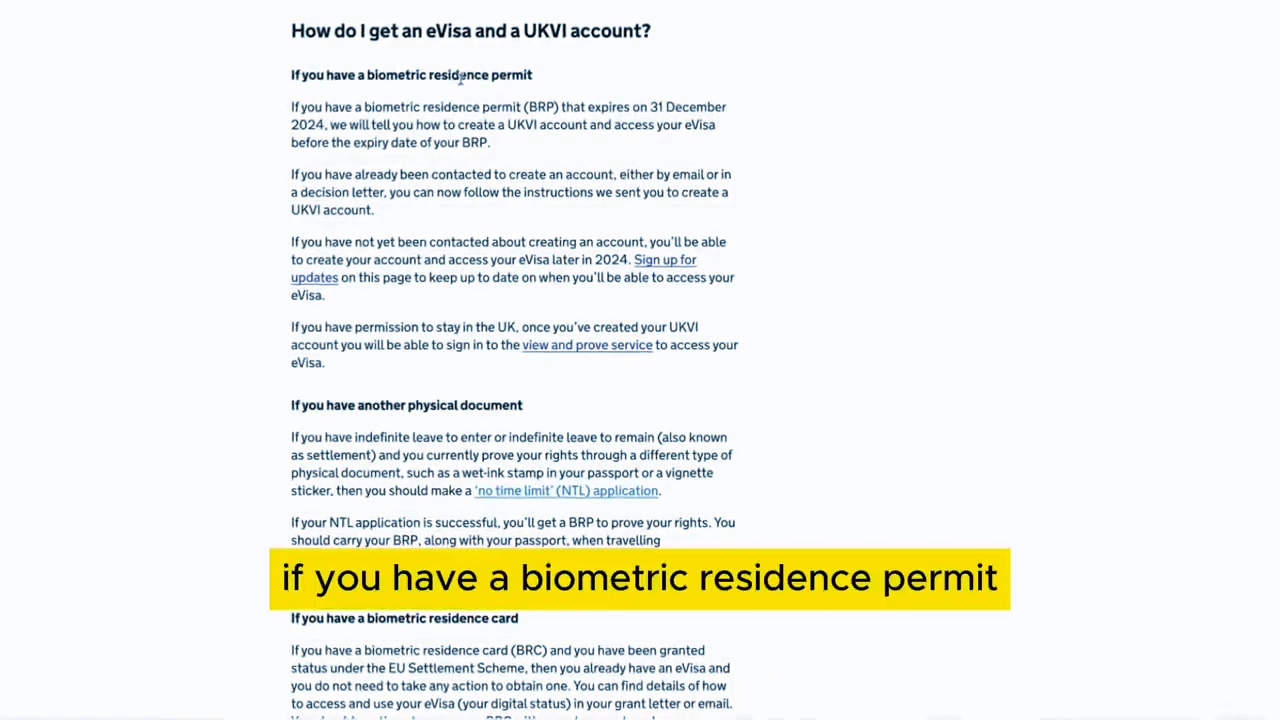 How do I get an eVisa and a UKVI account?
If you have a biometric residence permit
If you have a biometric residence permit (BRP) that expires on 31 December
2024, we will tell you how to create a UKVI account and access your eVisa
before the expiry date of your BRP.
If you have already been contacted to create an account, either by email or in
a decision letter, you can now follow the instructions we sent you to create a
UKVI account.
If you have not yet been contacted about creating an account, you'll be able
to create your account and access your eVisa later in 2024. Sign up for
updates on this page to keep up to date on when you'll be able to access your
eVisa.
If you have permission to stay in the UK, once you've created your UKVI
account you will be able to sign in to the view and prove service to access your
eVisa.
If you have another physical document
If you have indefinite leave to enter or indefinite leave to remain (also known
as settlement) and you currently prove your rights through a different type of
physical document, such as a wet-ink stamp in your passport or a vignette
sticker, then you should make a 'no time limit' (NTL) application.
If your NTL application is successful, you'll get a BRP to prove your rights. You
should carry your BRP, along with your passport, when travelling
if you have a biometric residence permit
If you have a biometric residence card
If you have a biometric residence card (BRC) and you have been granted
status under the EU Settlement Scheme, then you already have an eVisa and
you do not need to take any action to obtain one. You can find details of how
to access and use your eVisa (your digital status) in your grant letter or email.